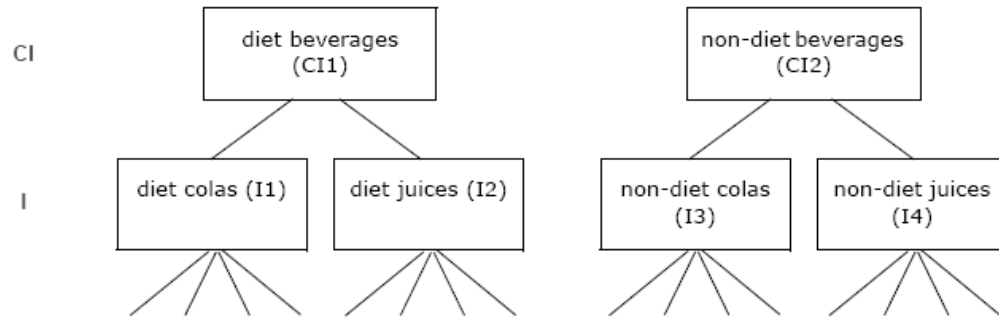 CI
diet beverages
(CI1)
non-diet beverages
(CI2)
I
diet colas (I1)
diet juices (I2)
non-diet colas
(I3)
non-diet juices
(I4)